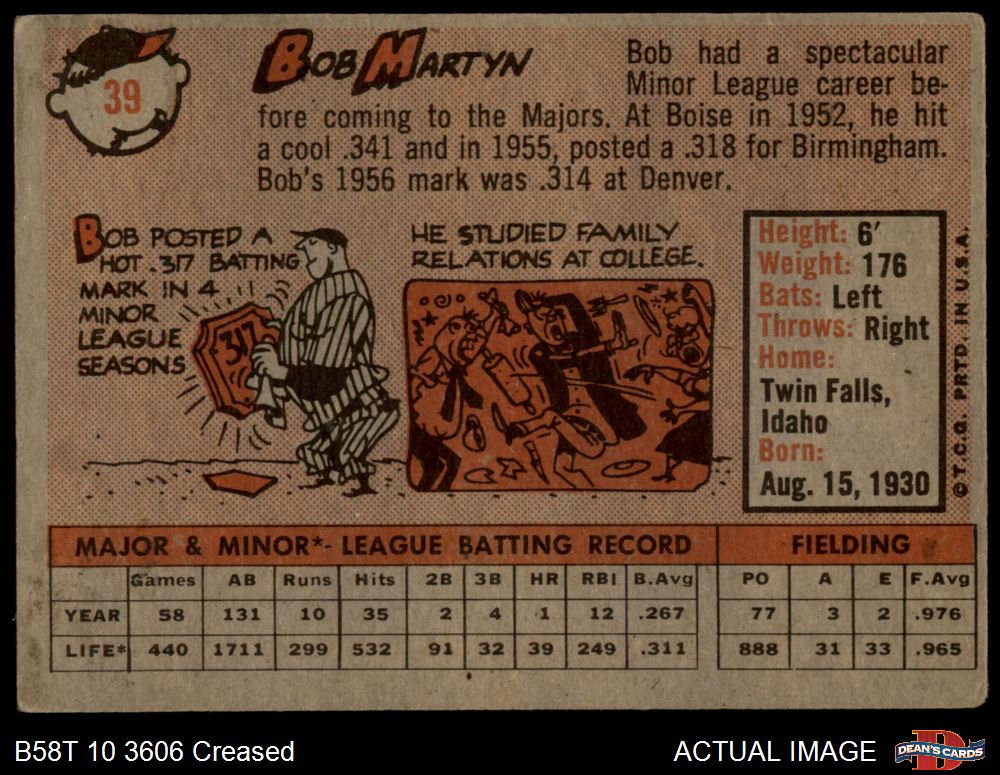 39
BOB MARTYN
Bob had a spectacular
Minor League career be-
fore coming to the Majors. At Boise in 1952, he hit
a cool .341 and in 1955, posted a .318 for Birmingham.
Bob's 1956 mark was .314 at Denver.
BOB POSTED A
HOT .317 BATTING
MARK IN 4
MINOR
LEAGUE
SEASONS
317
HE STUDIED FAMILY
RELATIONS AT COLLEGE.
Height: 6'
Weight: 176
Bats: Left
Throws: Right
Home:
Twin Falls,
Idaho
Born:
Aug. 15, 1930
© T.C.G. PRTD. IN U.S.A.
MAJOR & MINOR*- LEAGUE BATTING RECORD FIELDING
Games AB Runs Hits 2B 3B HR RBI B.Avg PO A E F.Avg
YEAR 58 131 10 35 2 4 1 12 .267 77 3 2 .976
LIFE* 440 1711 299 532 91 32 39 249 .311 888 31 33 .965
B58T 10 3606 Creased
ACTUAL IMAGE
D
DEAN'S CARDS